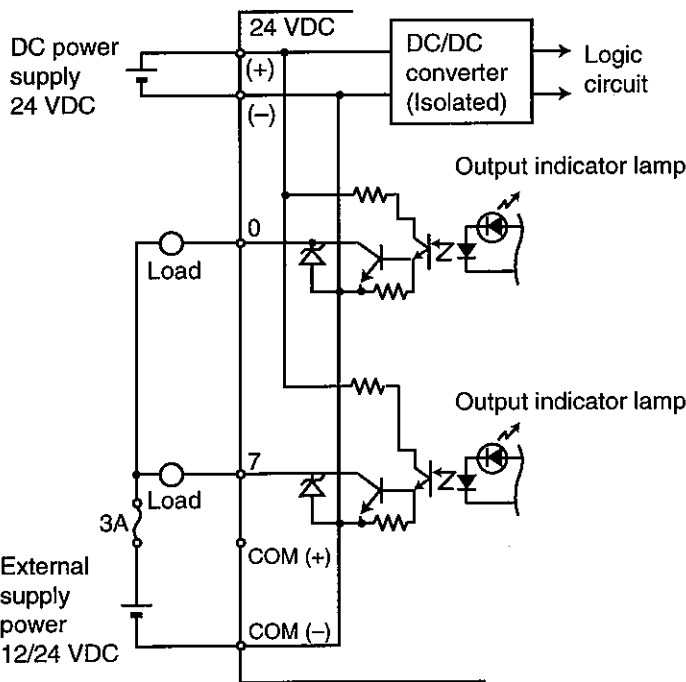 24 VDC
DC power
supply
24 VDC
(+)
(–)
DC/DC
converter
(Isolated)
Logic
circuit
Output indicator lamp
0
Load
Output indicator lamp
7
Load
3A
COM (+)
External
supply
power
12/24 VDC
COM (–)